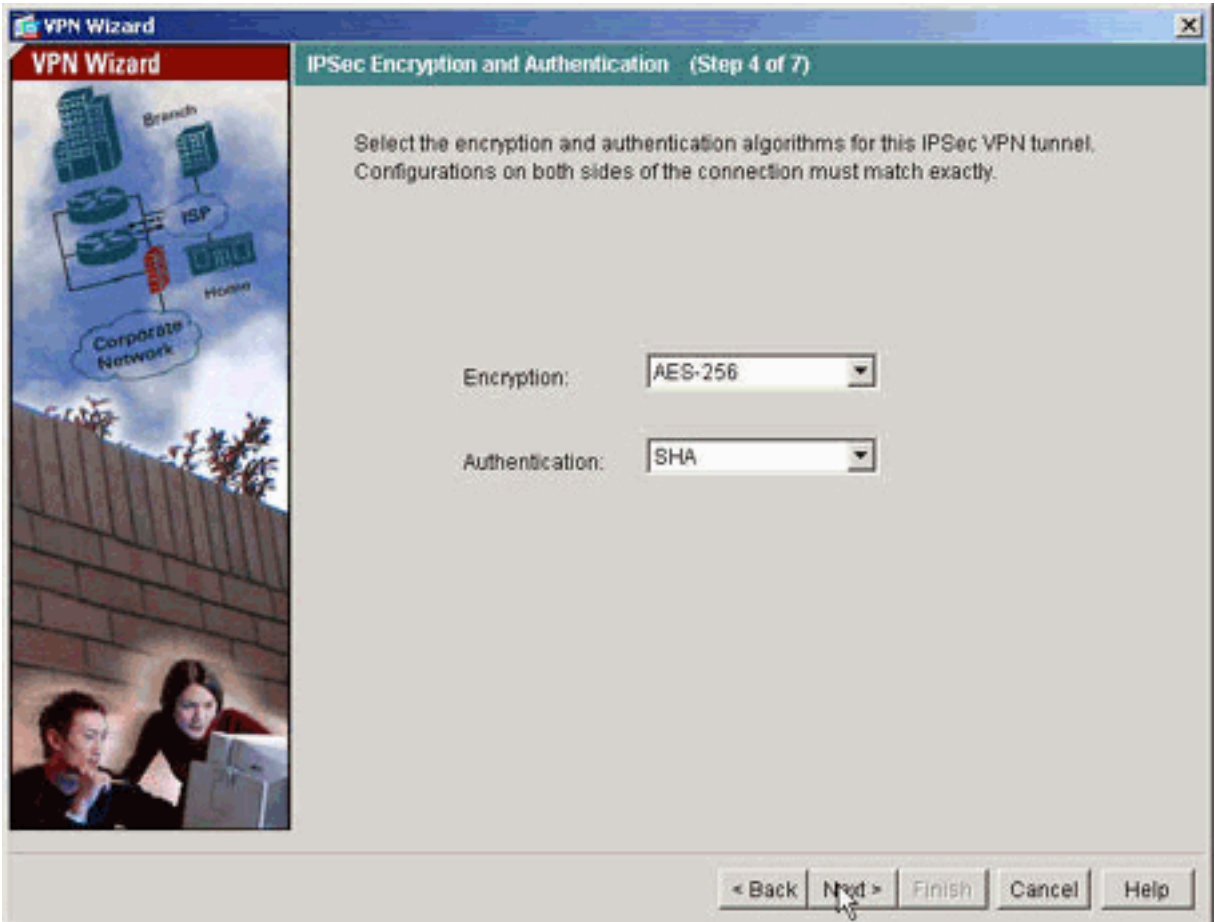 VPN Wizard
VPN Wizard
IPSec Encryption and Authentication (Step 4 of 7)
Branch
ISP
Home
Corporate
Network
Select the encryption and authentication algorithms for this IPSec VPN tunnel.
Configurations on both sides of the connection must match exactly.
Encryption:
AES-256
Authentication:
SHA
< Back
Next >
Finish
Cancel
Help